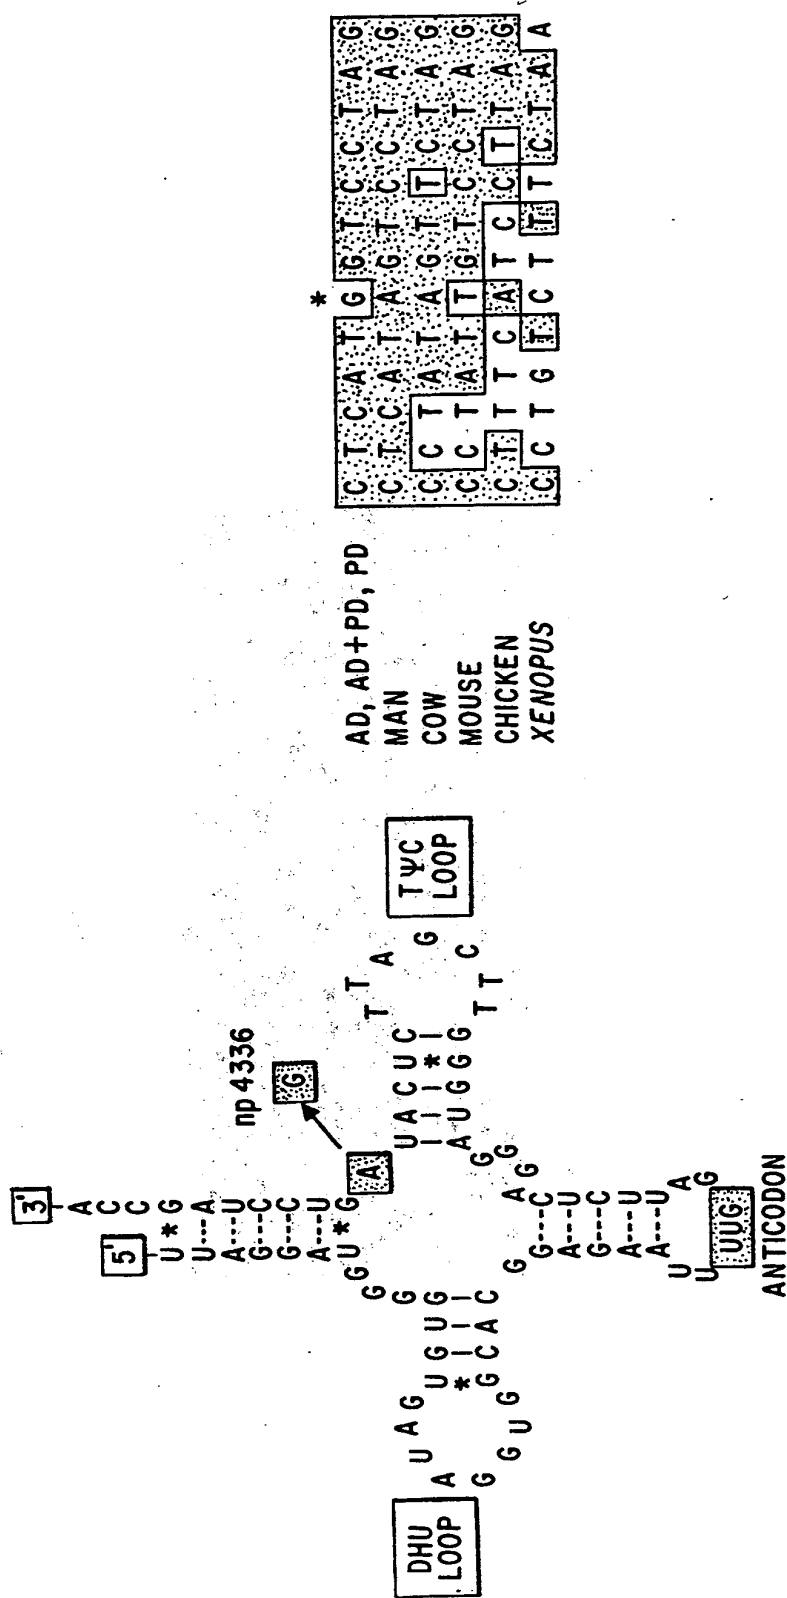 3'
5'
A
C
C
U * G
U---A
A---U
G---C
G---C
A---U
U * G
G
G
G
np 4336
G
A
U A C U C
A U G G G
T T A G C T T
TΨC
LOOP
U G U G
G C A C
G A U A G G U G G
DHU
LOOP
G
G
G
G
A
G---C
A---U
G---C
A---U
A---U
U
U
A
G
UUG
ANTICODON
*
AD, AD+PD, PD C T C A T G G T C C T A G
MAN C T C A T A G T C C T A G
COW C C T A T A G T T C T A G
MOUSE C C T A T T G T C C T A G
CHICKEN C T T T C A T C C T T A G
XENOPUS C C T G T C T T T C T A A